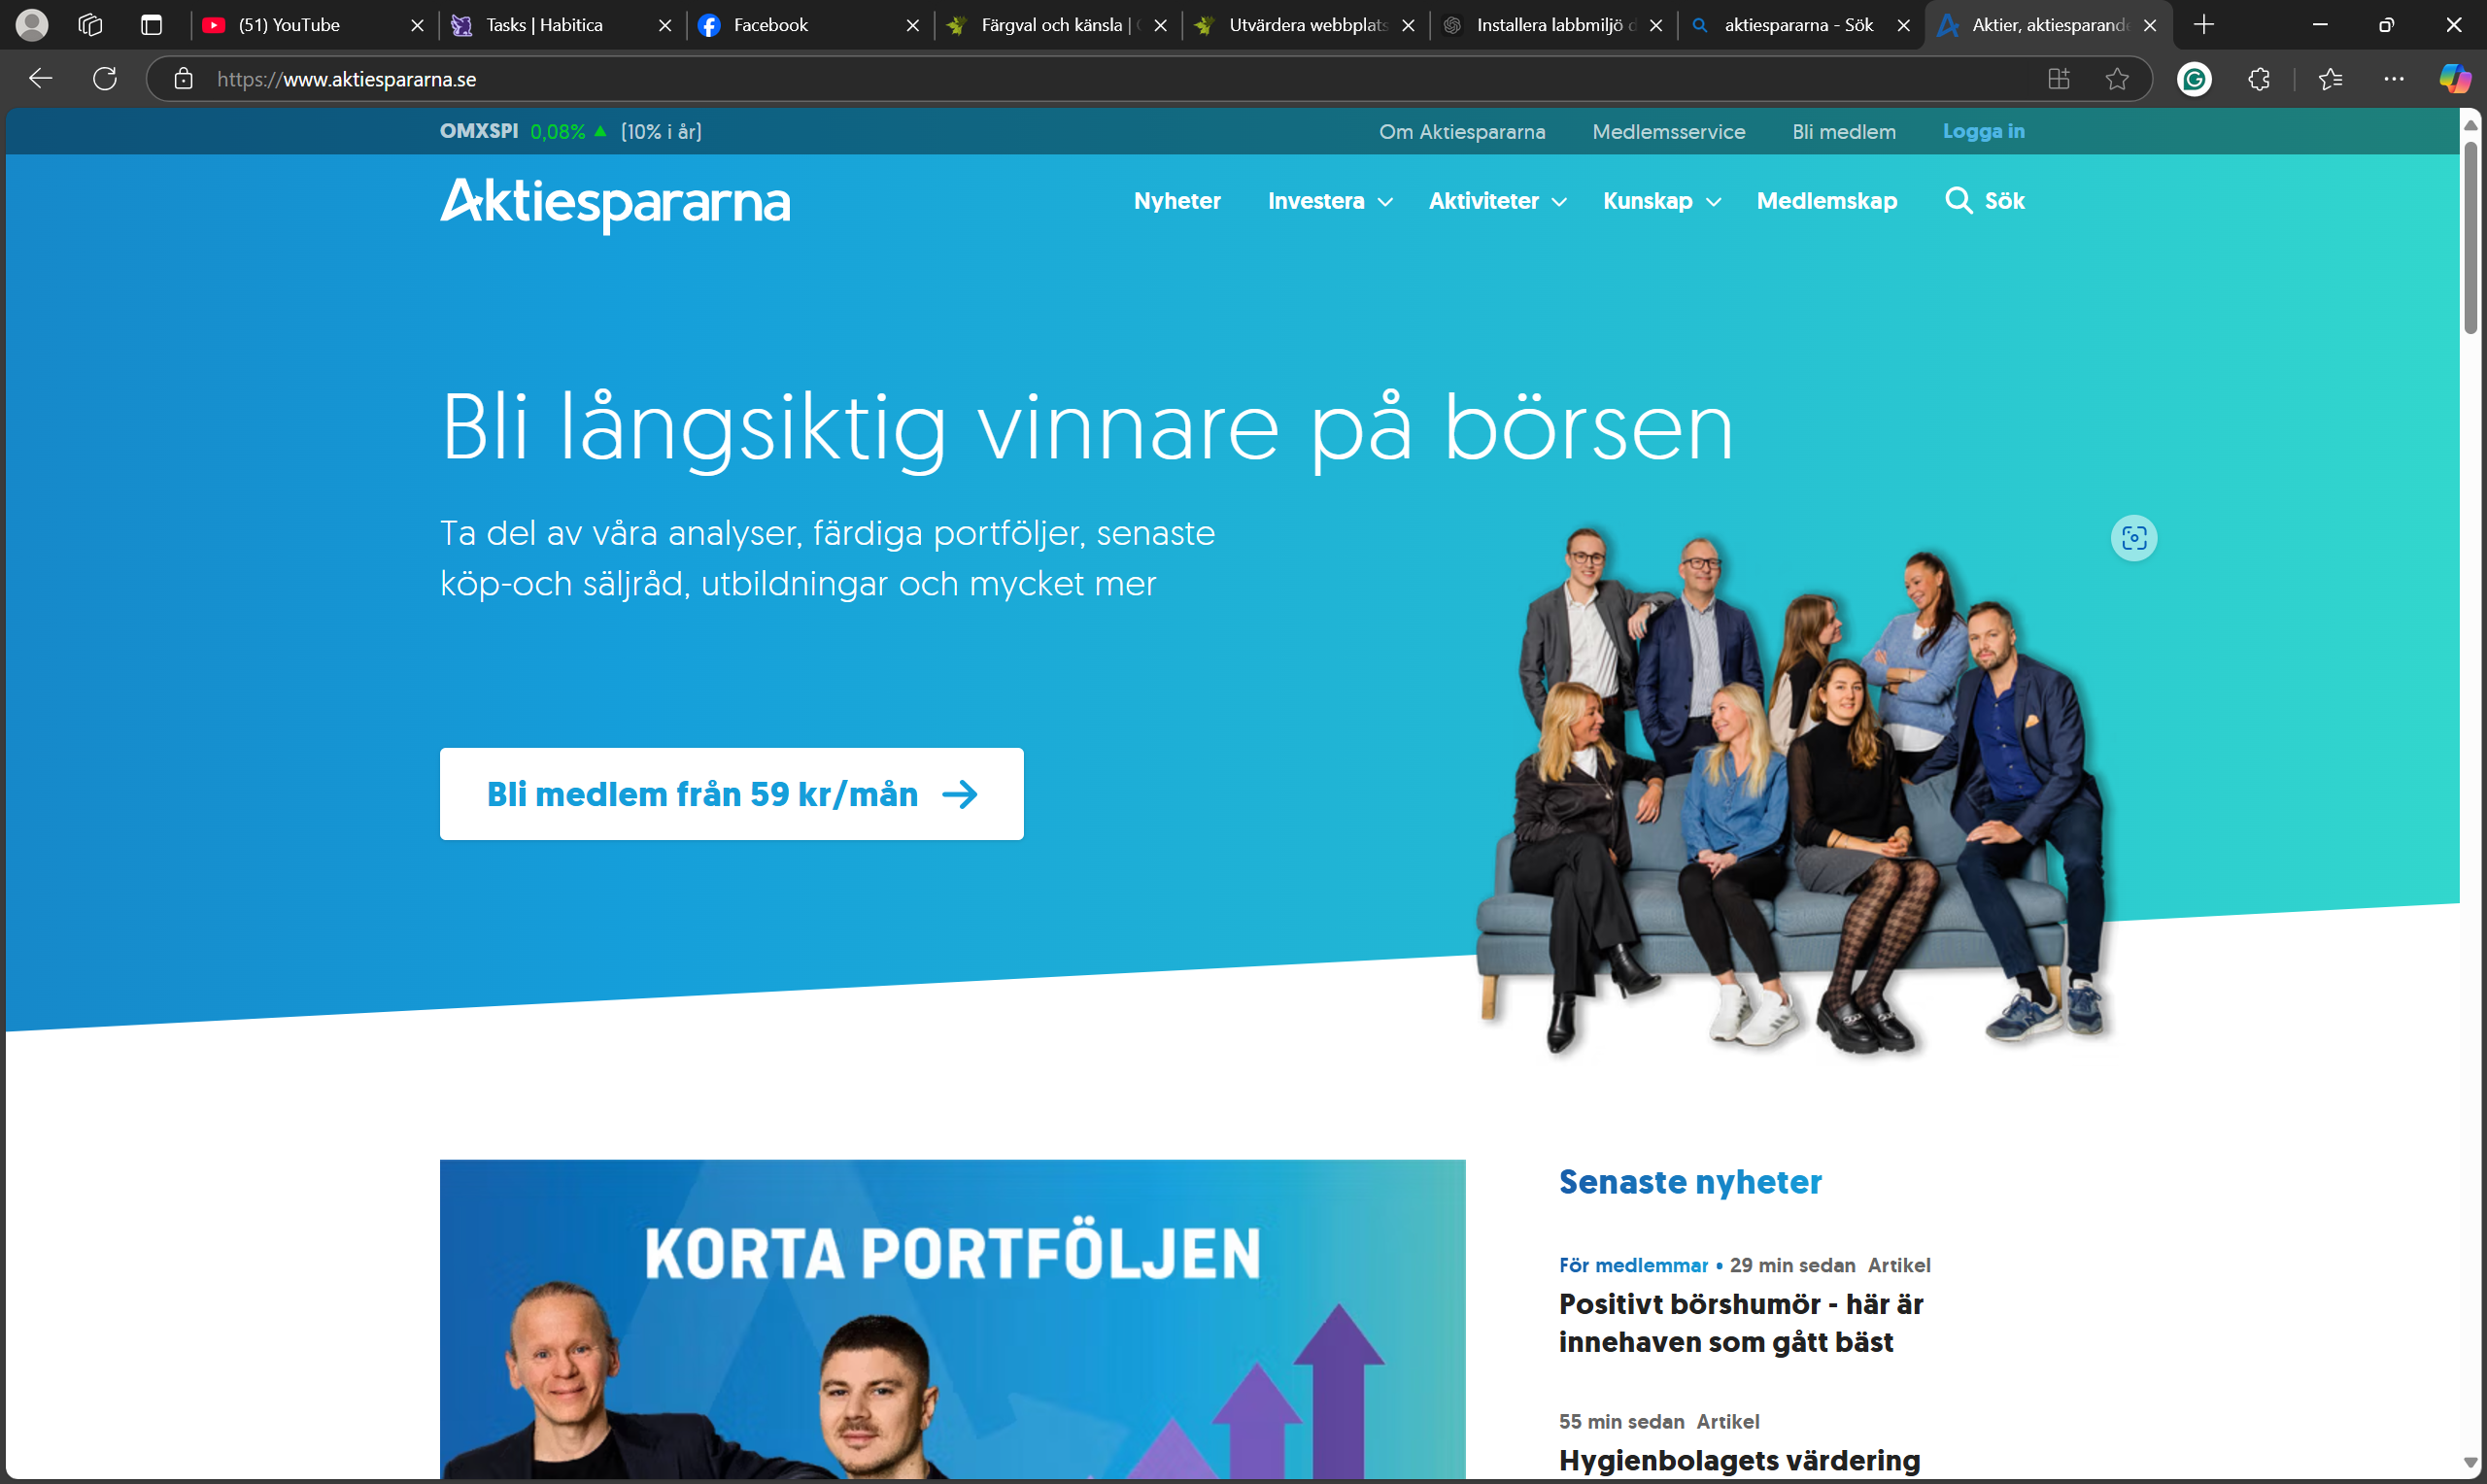 (51) YouTube
Tasks | Habitica
Facebook
Färgval och känsla |
Utvärdera webbplats
Installera labbmiljö
aktiespararna - Sök
Aktier, aktiesparande
https://www.aktiespararna.se
OMXSPI 0,08% ▲ (10% i år)
Om Aktiespararna Medlemsservice Bli medlem Logga in
Aktiespararna
Nyheter Investera Aktiviteter Kunskap Medlemskap Sök
Bli långsiktig vinnare på börsen
Ta del av våra analyser, färdiga portföljer, senaste
köp-och säljråd, utbildningar och mycket mer
Bli medlem från 59 kr/mån →
KORTA PORTFÖLJEN
Senaste nyheter
För medlemmar • 29 min sedan Artikel
Positivt börshumör - här är
innehaven som gått bäst
55 min sedan Artikel
Hygienbolagets värdering